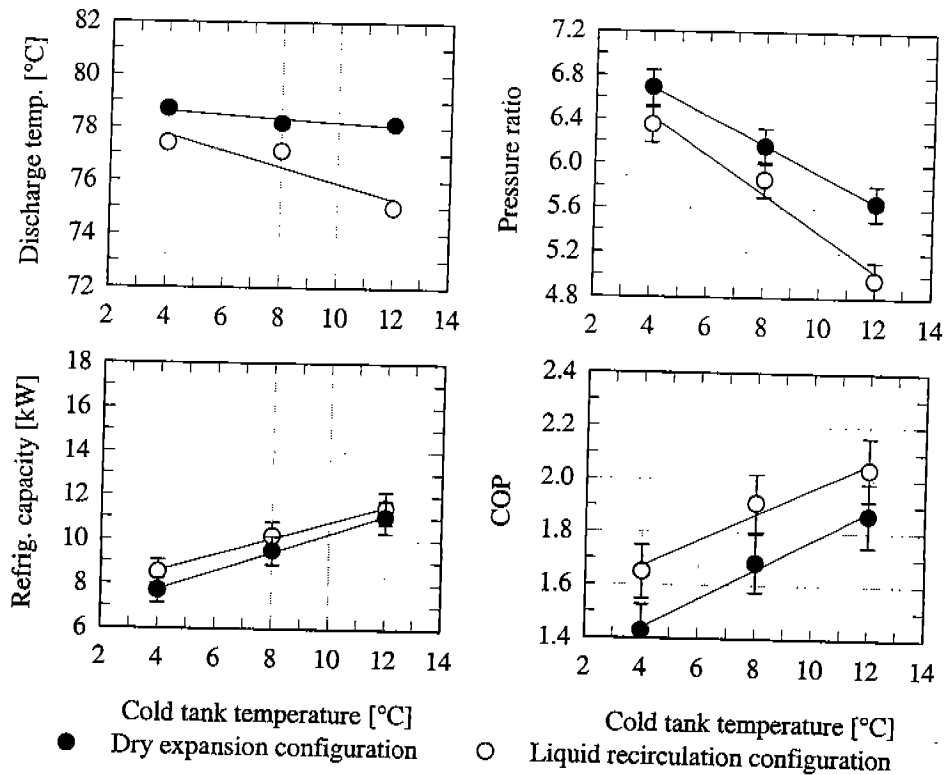 Discharge temp. [°C]
82
80
78
76
74
72
2 4 6 8 10 12 14
Pressure ratio
7.2
6.8
6.4
6.0
5.6
5.2
4.8
2 4 6 8 10 12 14
Refrig. capacity [kW]
18
16
14
12
10
8
6
2 4 6 8 10 12 14
Cold tank temperature [°C]
COP
2.4
2.2
2.0
1.8
1.6
1.4
2 4 6 8 10 12 14
Cold tank temperature [°C]
Dry expansion configuration
Liquid recirculation configuration